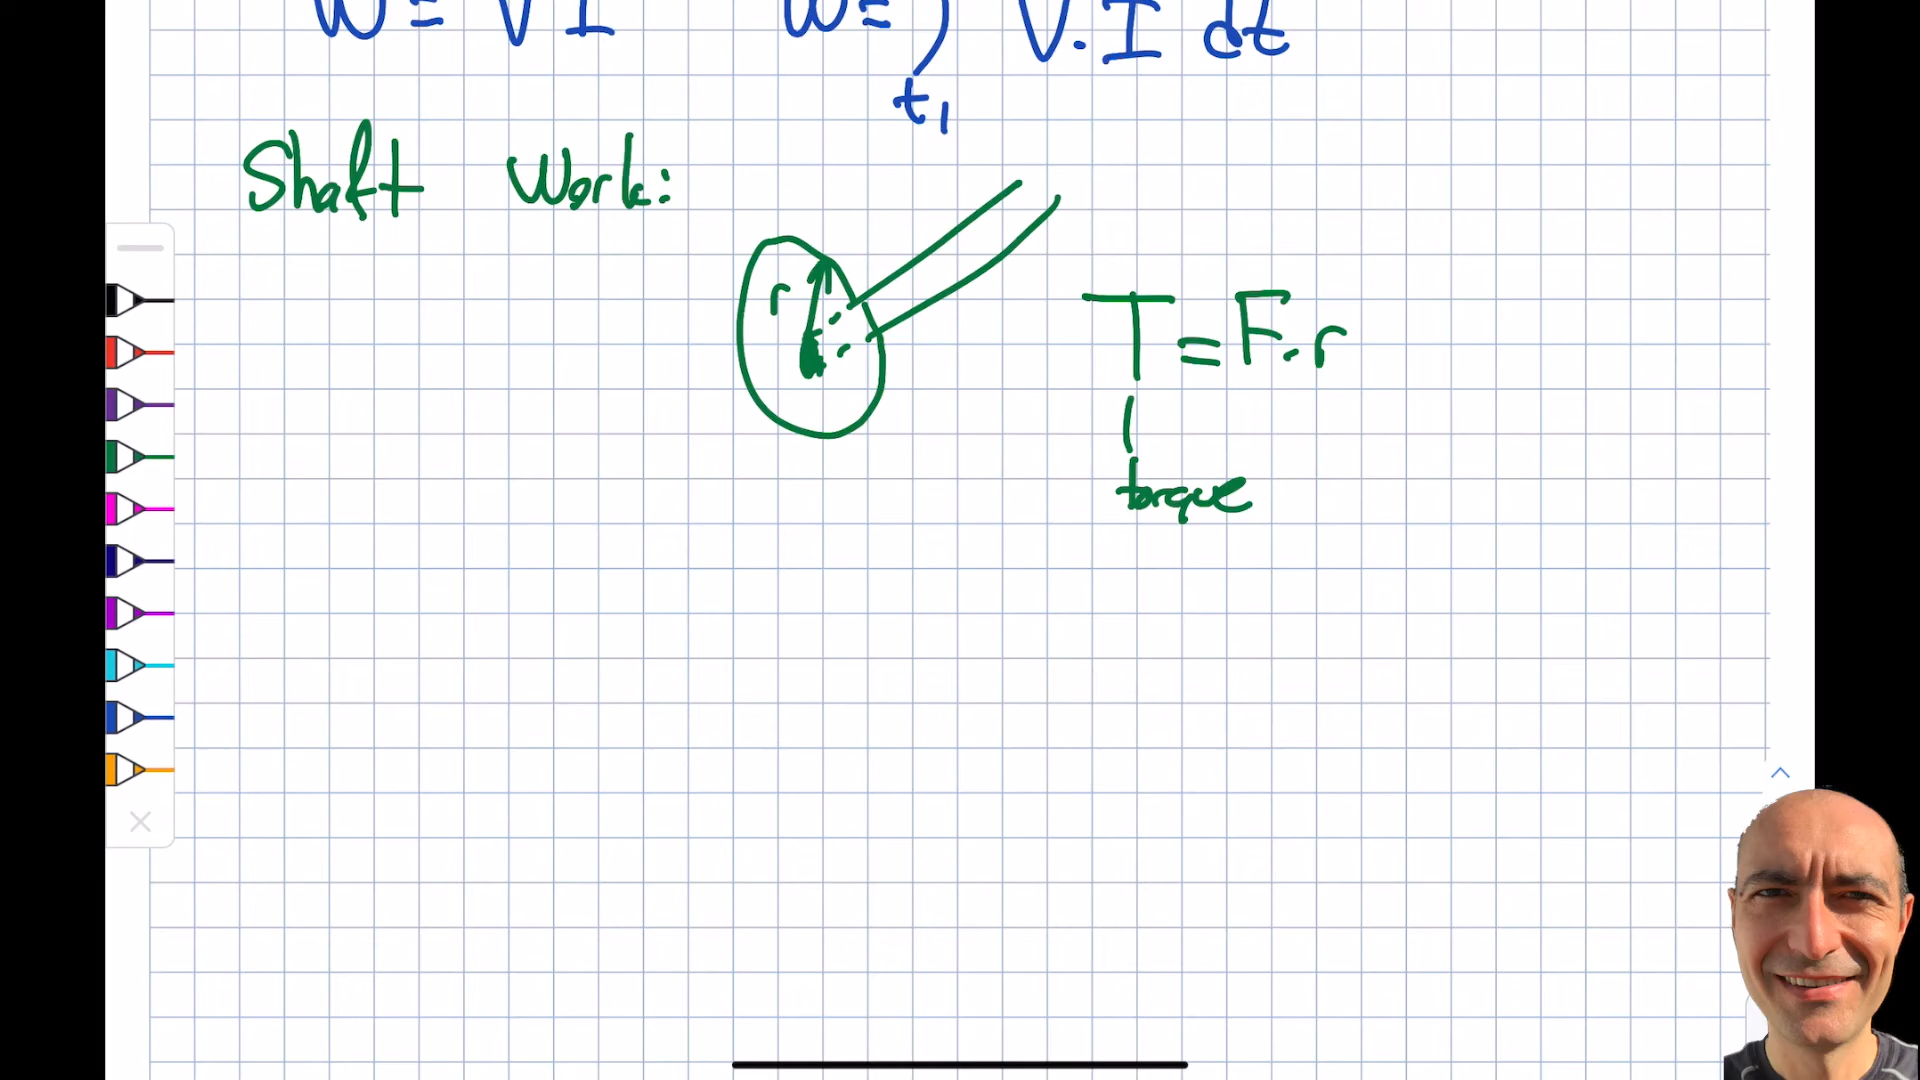 W = VI    W = ∫ V.I dt
t₁
Shaft Work:
r
T = F.r
torque